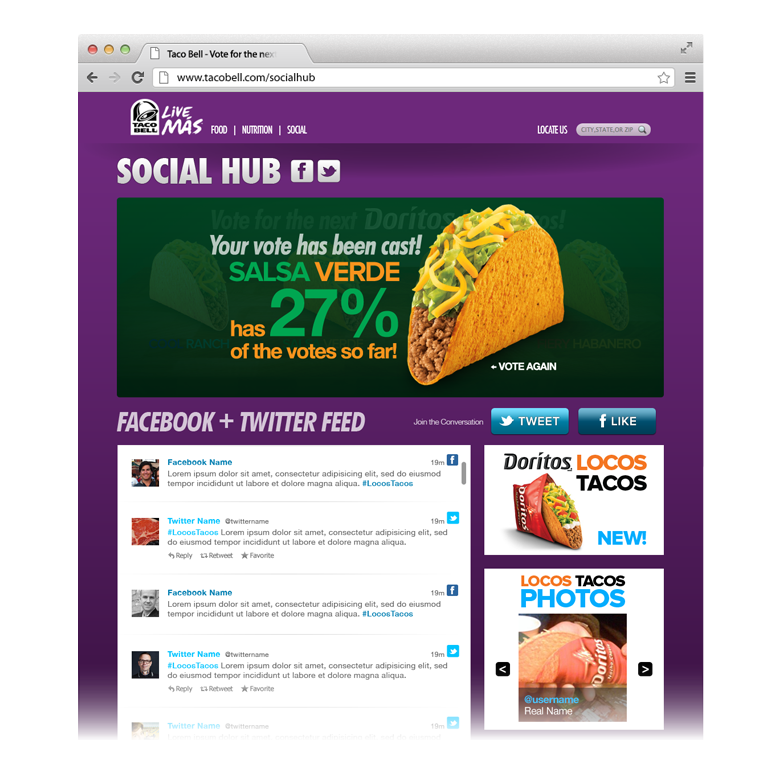 Taco Bell - Vote for the nex
www.tacobell.com/socialhub
TACO BELL
LIVE MÁS
FOOD | NUTRITION | SOCIAL
LOCATE US
CITY,STATE,OR ZIP
SOCIAL HUB
Vote for the next Doritos Locos Tacos!
Your vote has been cast!
SALSA VERDE
has 27%
of the votes so far!
RANCH
HABANERO
VOTE AGAIN
FACEBOOK + TWITTER FEED
Join the Conversation
TWEET
LIKE
Facebook Name
19m
Lorem ipsum dolor sit amet, consectetur adipisicing elit, sed do eiusmod
tempor incididunt ut labore et dolore magna aliqua. #LocosTacos
Twitter Name @twittername
19m
#LocosTacos Lorem ipsum dolor sit amet, consectetur adipisicing elit, sed
do eiusmod tempor incididunt ut labore et dolore magna aliqua.
Reply Retweet Favorite
Facebook Name
19m
Lorem ipsum dolor sit amet, consectetur adipisicing elit, sed do eiusmod
tempor incididunt ut labore et dolore magna aliqua. #LocosTacos
Twitter Name @twittername
19m
#LocosTacos Lorem ipsum dolor sit amet, consectetur adipisicing elit, sed
do eiusmod tempor incididunt ut labore et dolore magna aliqua.
Reply Retweet Favorite
Twitter Name @twittername
19m
Doritos LOCOS
TACOS
Doritos
NEW!
LOCOS TACOS
PHOTOS
Doritos
@username
Real Name